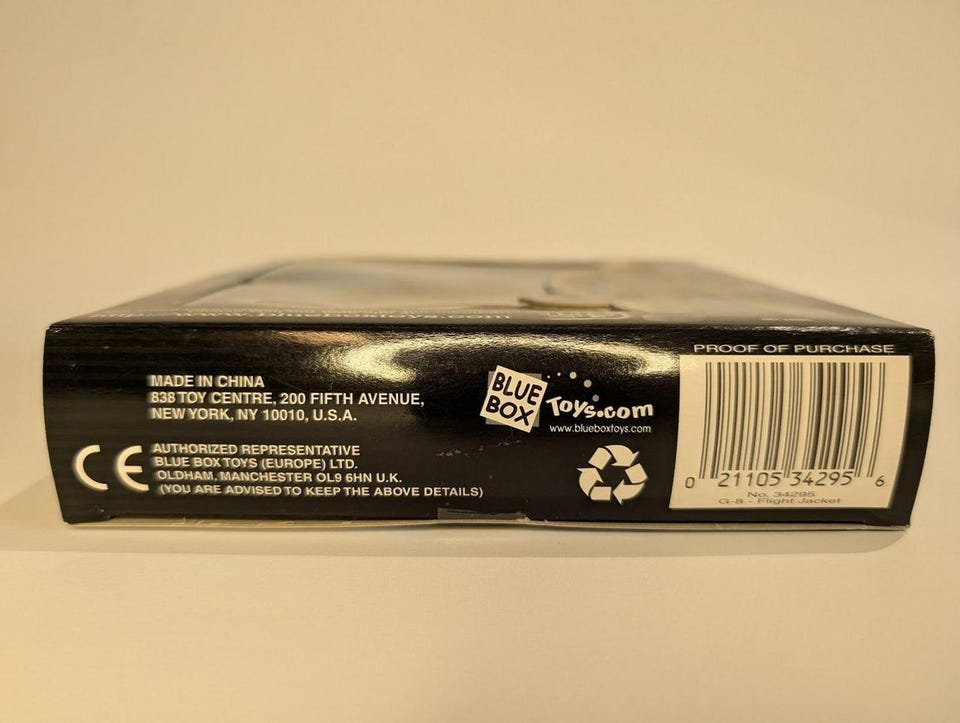 MADE IN CHINA
838 TOY CENTRE, 200 FIFTH AVENUE,
NEW YORK, NY 10010, U.S.A.
CE
AUTHORIZED REPRESENTATIVE
BLUE BOX TOYS (EUROPE) LTD.
OLDHAM, MANCHESTER OL9 6HN U.K.
(YOU ARE ADVISED TO KEEP THE ABOVE DETAILS)
BLUE
BOX
Toys.com
www.blueboxtoys.com
PROOF OF PURCHASE
0 21105 34295 6
No. 34295
G-8 - Flight Jacket